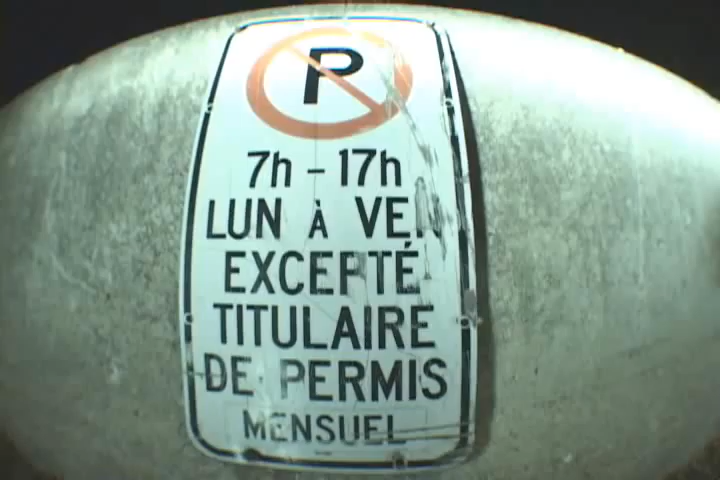 P
7h – 17h
LUN À VEN
EXCEPTÉ
TITULAIRE
DE PERMIS
MENSUEL